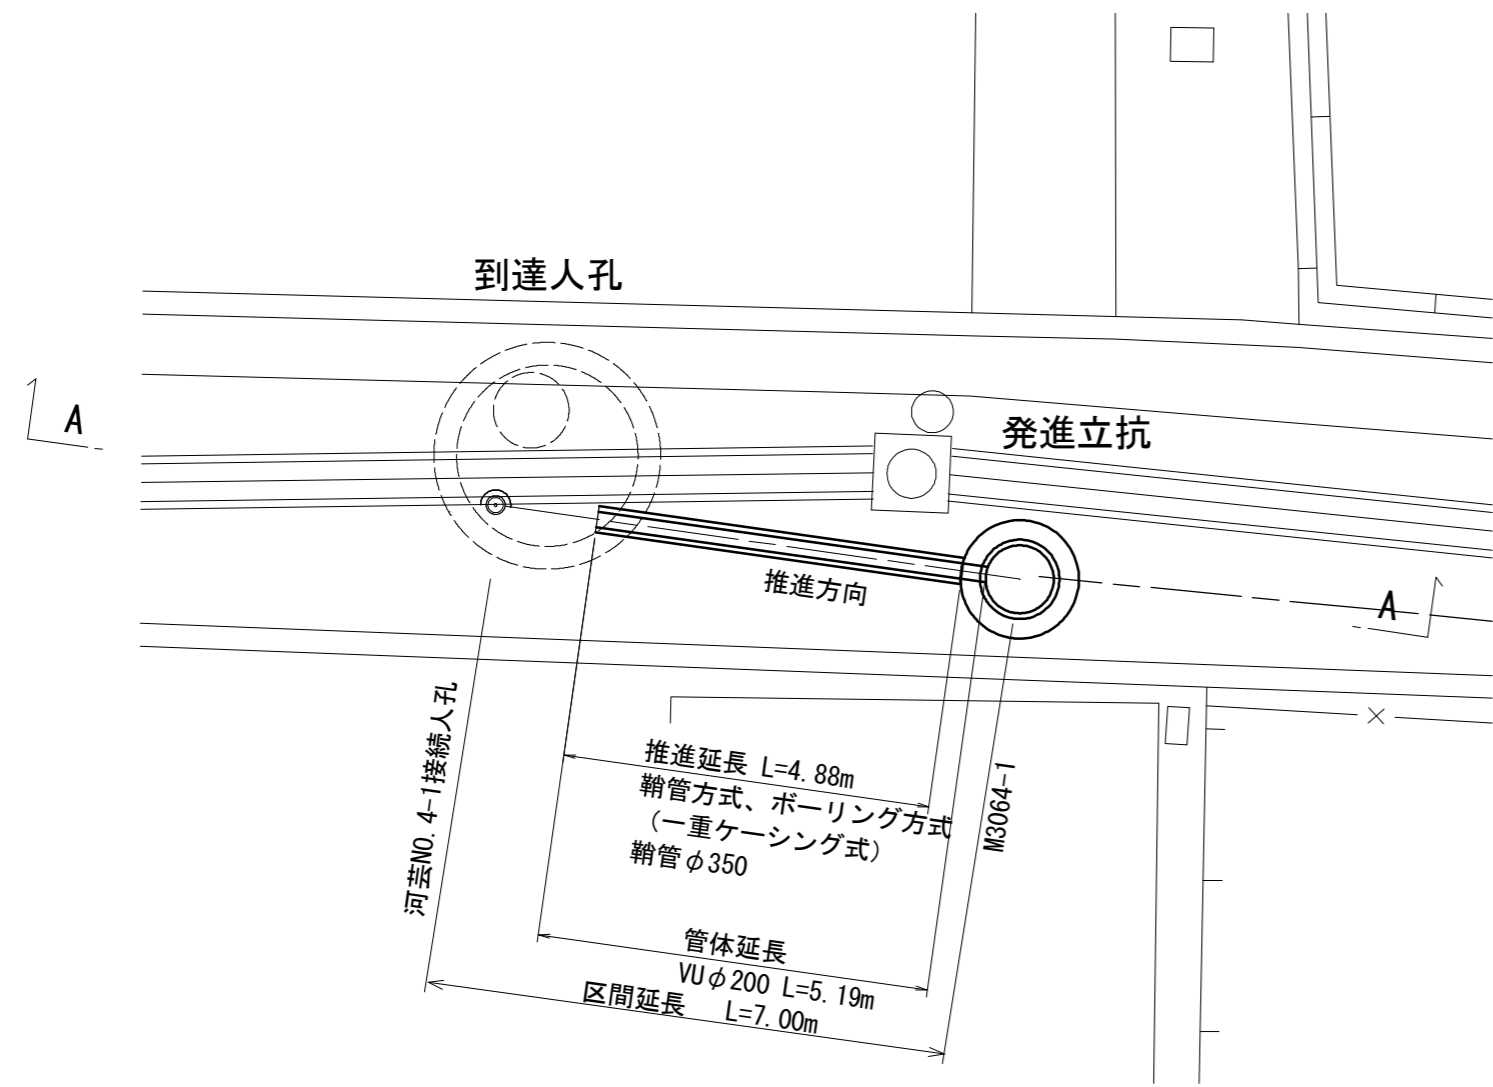 到達人孔
A
発進立抗
推進方向
A
河芸NO.4-1接続人孔
推進延長 L=4.88m
鞘管方式、ボーリング方式
（一重ケーシング式）
鞘管φ350
M3064-1
管体延長
VUφ200 L=5.19m
区間延長 L=7.00m